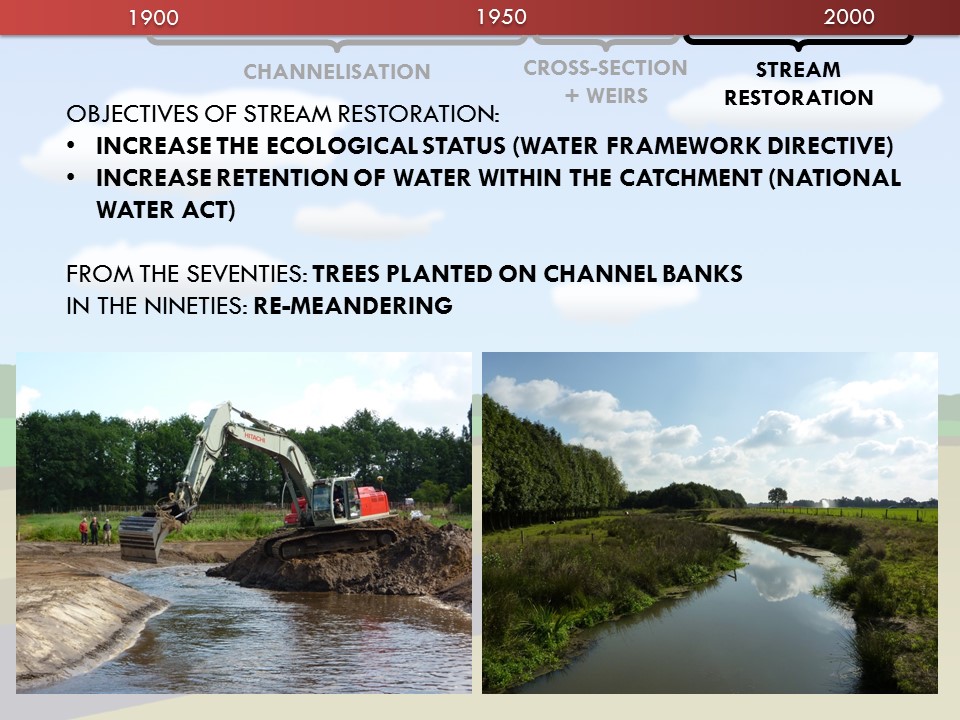 1900 1950 2000
CHANNELISATION
CROSS-SECTION
+ WEIRS
STREAM
RESTORATION
OBJECTIVES OF STREAM RESTORATION:
• INCREASE THE ECOLOGICAL STATUS (WATER FRAMEWORK DIRECTIVE)
• INCREASE RETENTION OF WATER WITHIN THE CATCHMENT (NATIONAL
WATER ACT)
FROM THE SEVENTIES: TREES PLANTED ON CHANNEL BANKS
IN THE NINETIES: RE-MEANDERING
HITACHI